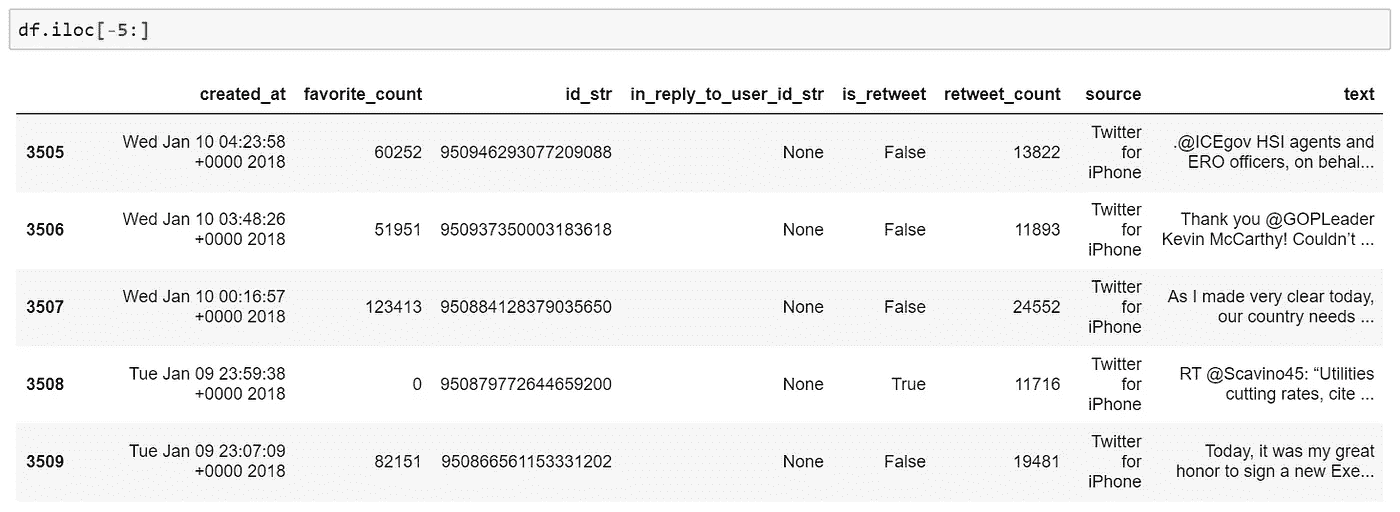 df.iloc[-5:]
created_at favorite_count id_str in_reply_to_user_id_str is_retweet retweet_count source text
3505 Wed Jan 10 04:23:58 +0000 2018 60252 950946293077209088 None False 13822 Twitter for iPhone .@ICEgov HSI agents and ERO officers, on behal...
3506 Wed Jan 10 03:48:26 +0000 2018 51951 950937350003183618 None False 11893 Twitter for iPhone Thank you @GOPLeader Kevin McCarthy! Couldn’t ...
3507 Wed Jan 10 00:16:57 +0000 2018 123413 950884128379035650 None False 24552 Twitter for iPhone As I made very clear today, our country needs ...
3508 Tue Jan 09 23:59:38 +0000 2018 0 950879772644659200 None True 11716 Twitter for iPhone RT @Scavino45: “Utilities cutting rates, cite ...
3509 Tue Jan 09 23:07:09 +0000 2018 82151 950866561153331202 None False 19481 Twitter for iPhone Today, it was my great honor to sign a new Exe...